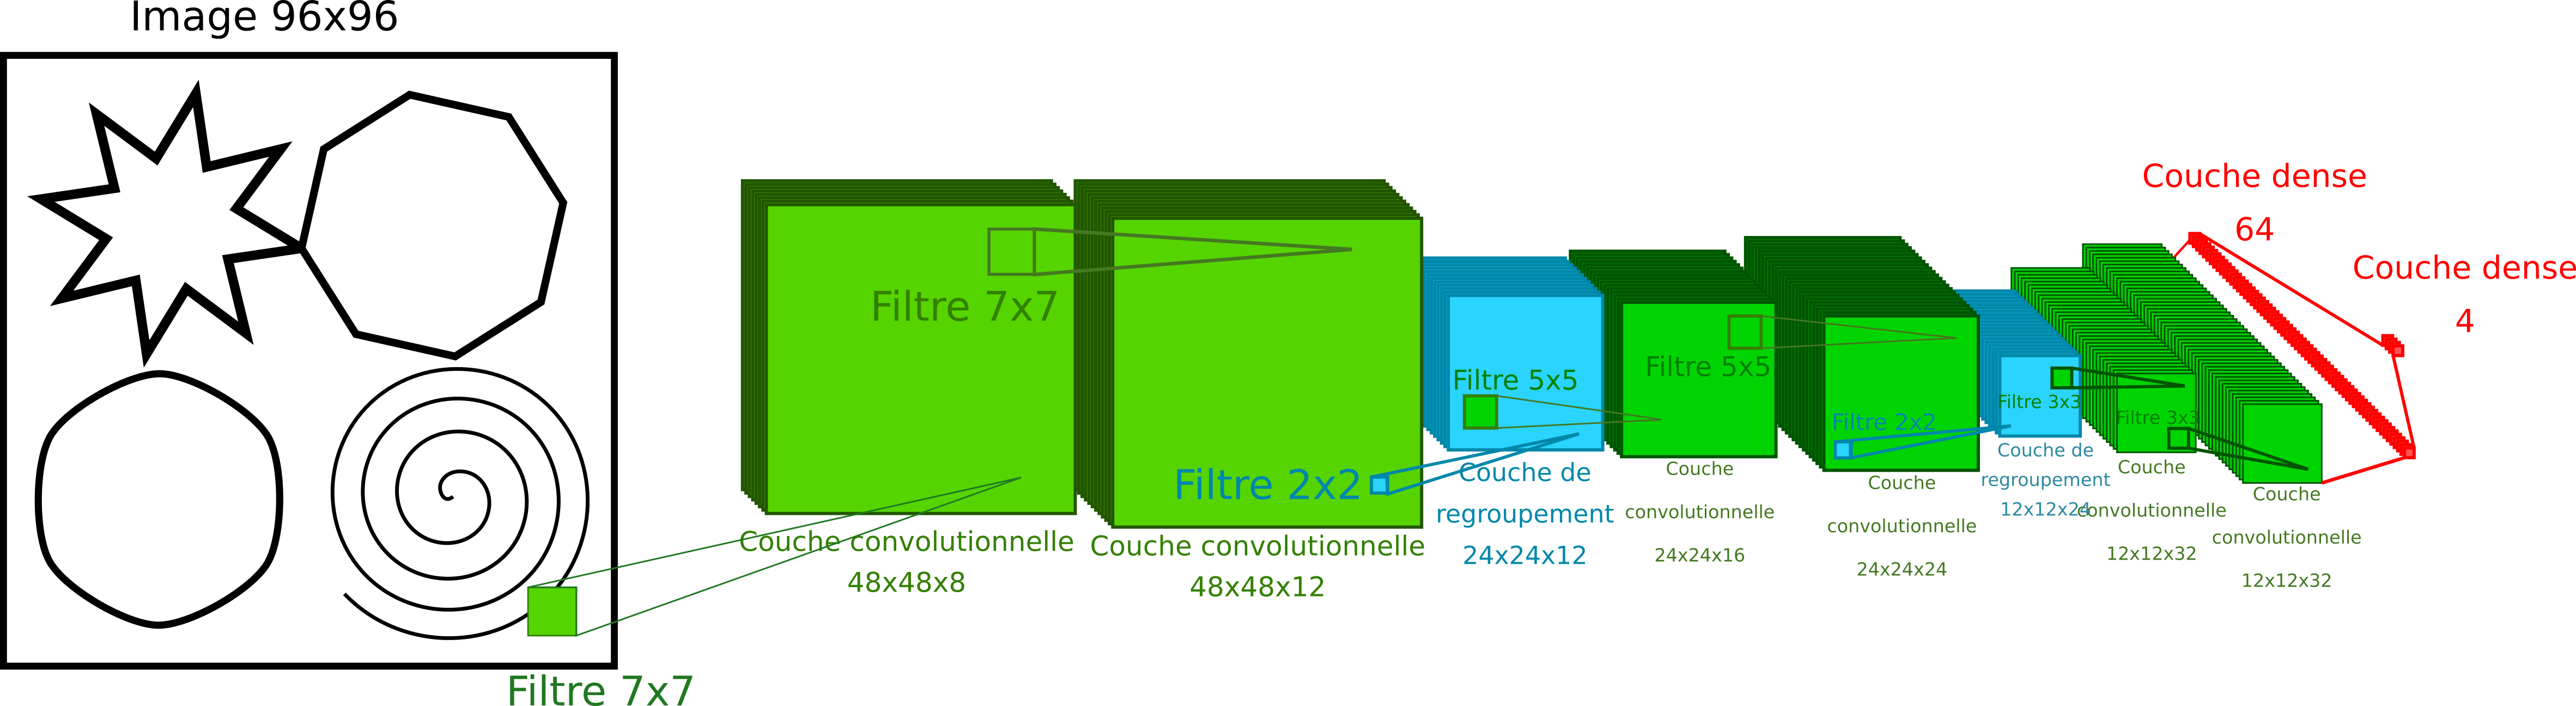 Image 96x96
Filtre 7x7
Filtre 7x7
Couche convolutionnelle
48x48x8
Filtre 2x2
Couche convolutionnelle
48x48x12
Filtre 5x5
Couche de
regroupement
24x24x12
Filtre 5x5
Couche
convolutionnelle
24x24x16
Filtre 2x2
Couche
convolutionnelle
24x24x24
Filtre 3x3
Couche de
regroupement
12x12x24
Filtre 3x3
Couche
convolutionnelle
12x12x32
Couche
convolutionnelle
12x12x32
Couche dense
64
Couche dense
4